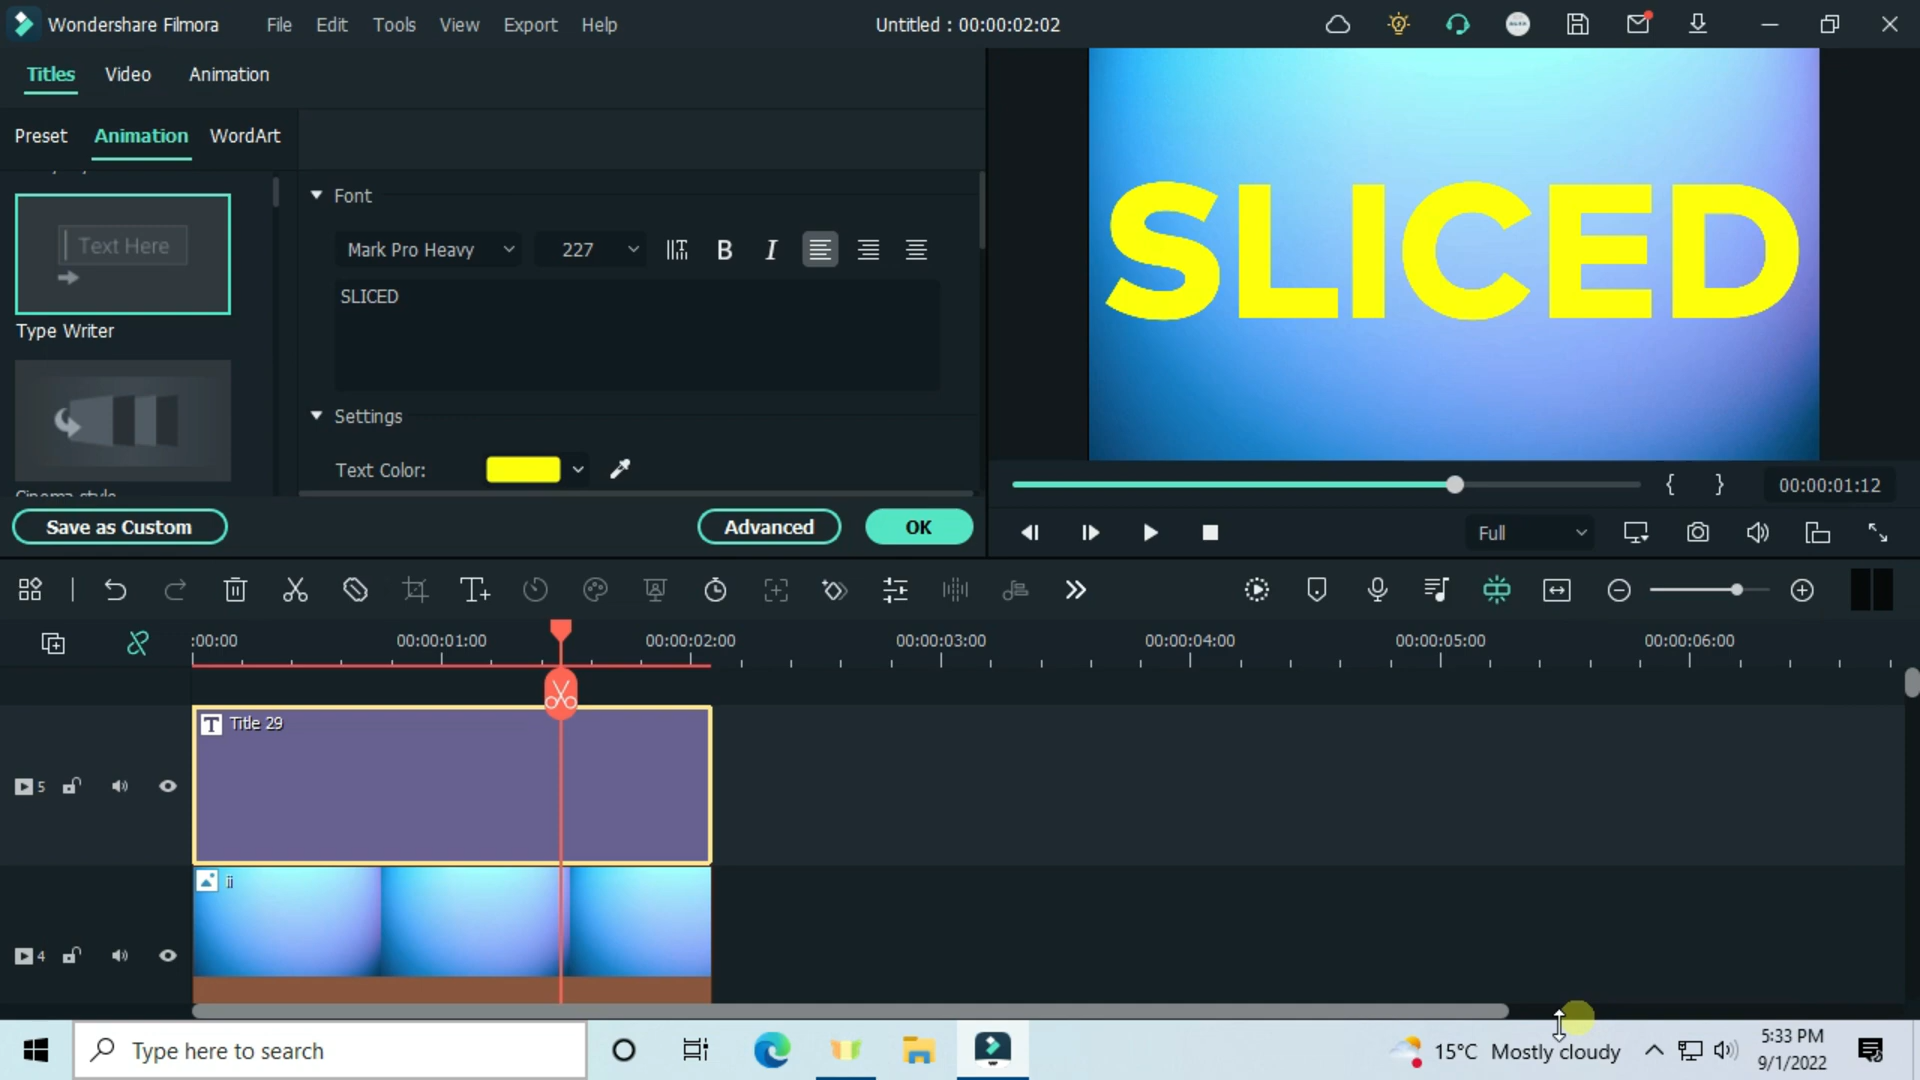 Wondershare Filmora File Edit Tools View Export Help Untitled : 00:00:02:02
Titles Video Animation
Preset Animation WordArt
Font
Text Here
Mark Pro Heavy 227 B I
SLICED
SLICED
Type Writer
Settings
Text Color:
Cinema style
{ } 00:00:01:12
Save as Custom Advanced OK
Full
:00:00 00:00:01:00 00:00:02:00 00:00:03:00 00:00:04:00 00:00:05:00 00:00:06:00
T Title 29
5
ii
4
Type here to search
15°C Mostly cloudy
5:33 PM
9/1/2022